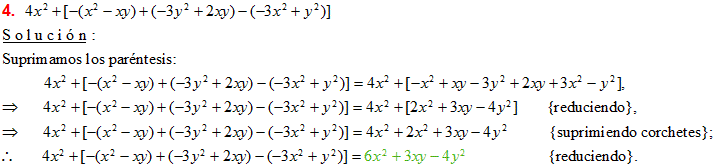 4. 4x² +[−(x² − xy)+(−3y² + 2xy)−(−3x² + y²)]
Solución :
Suprimamos los paréntesis:
4x² +[−(x² − xy)+(−3y² + 2xy)−(−3x² + y²)] = 4x² +[−x² + xy − 3y² + 2xy + 3x² − y²],
⇒ 4x² +[−(x² − xy)+(−3y² + 2xy)−(−3x² + y²)] = 4x² +[2x² + 3xy − 4y²] {reduciendo},
⇒ 4x² +[−(x² − xy)+(−3y² + 2xy)−(−3x² + y²)] = 4x² + 2x² + 3xy − 4y² {suprimiendo corchetes};
∴ 4x² +[−(x² − xy)+(−3y² + 2xy)−(−3x² + y²)] = 6x² + 3xy − 4y² {reduciendo}.